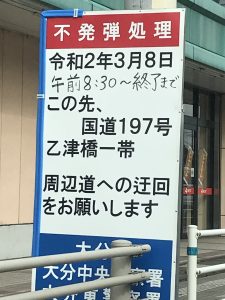 不発弾処理
令和2年3月8日
午前8:30～終了まで
この先、
国道197号
乙津橋一帯
周辺道への迂回
をお願いします
大分
大分中央 署